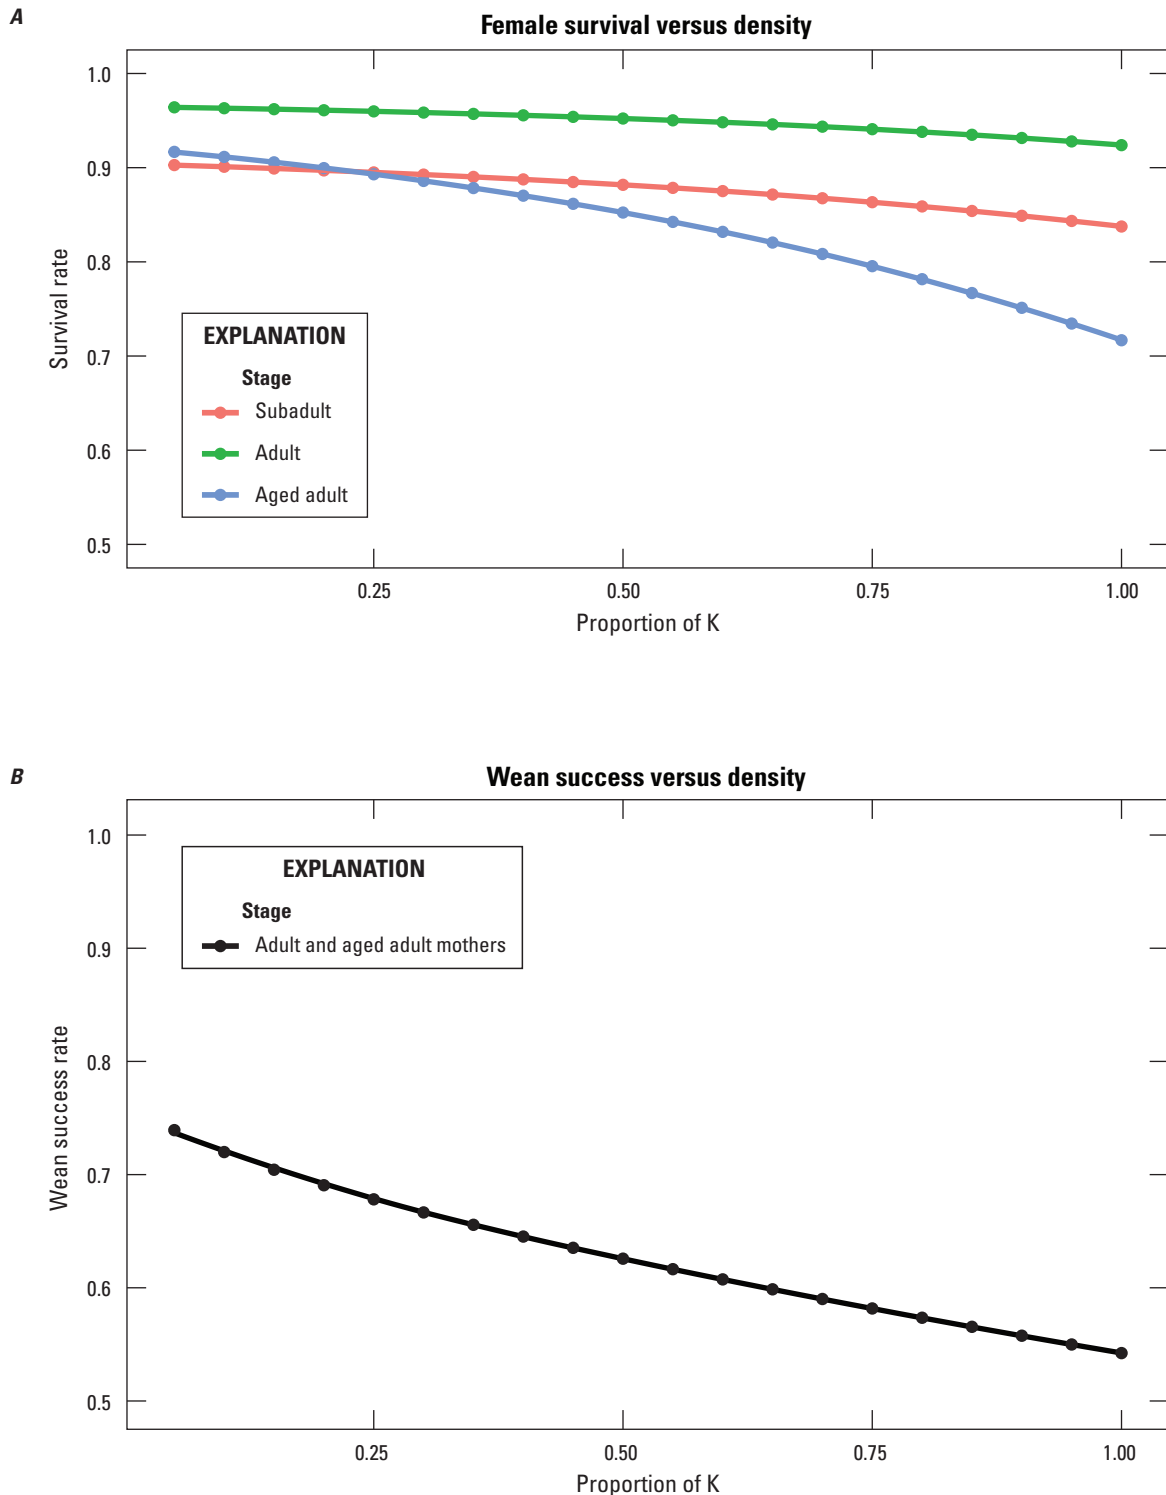 A
Female survival versus density
1.0
0.9
0.8
0.7
0.6
0.5
Survival rate
EXPLANATION
Stage
Subadult
Adult
Aged adult
0.25
0.50
0.75
1.00
Proportion of K
B
Wean success versus density
1.0
0.9
0.8
0.7
0.6
0.5
Wean success rate
EXPLANATION
Stage
Adult and aged adult mothers
0.25
0.50
0.75
1.00
Proportion of K